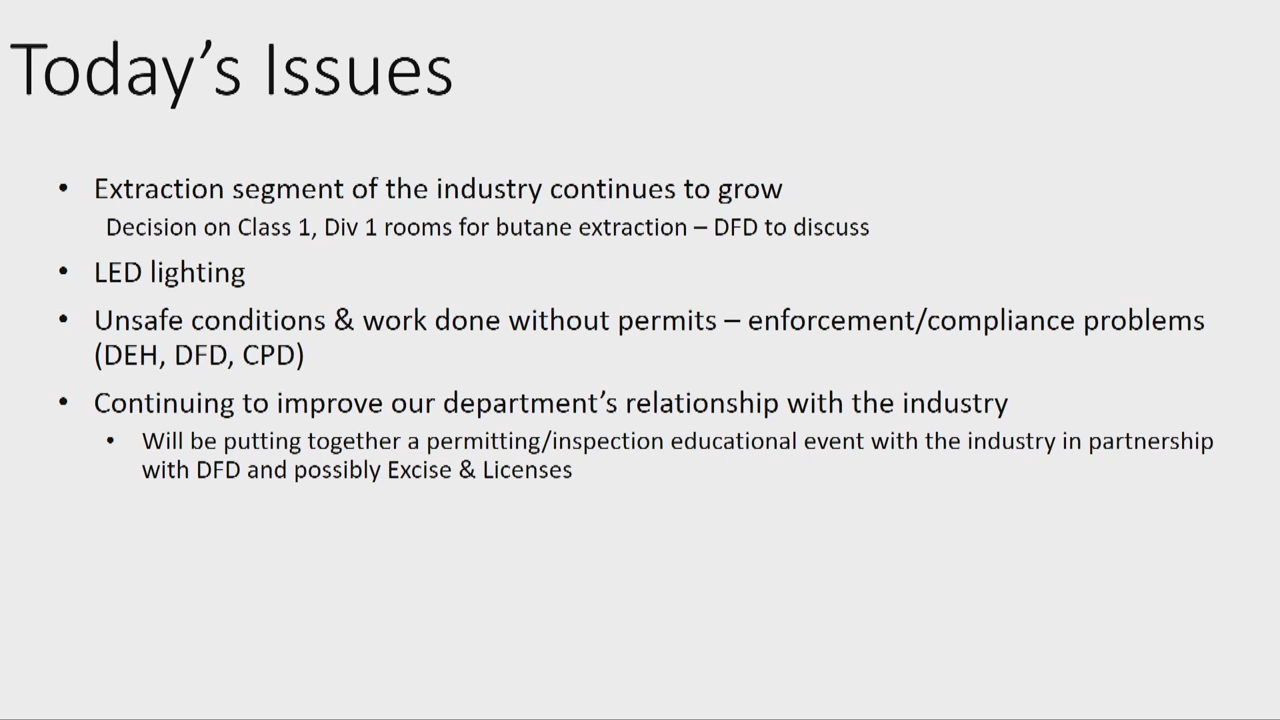 Today’s Issues
• Extraction segment of the industry continues to grow
Decision on Class 1, Div 1 rooms for butane extraction – DFD to discuss
• LED lighting
• Unsafe conditions & work done without permits – enforcement/compliance problems
(DEH, DFD, CPD)
• Continuing to improve our department’s relationship with the industry
• Will be putting together a permitting/inspection educational event with the industry in partnership
with DFD and possibly Excise & Licenses